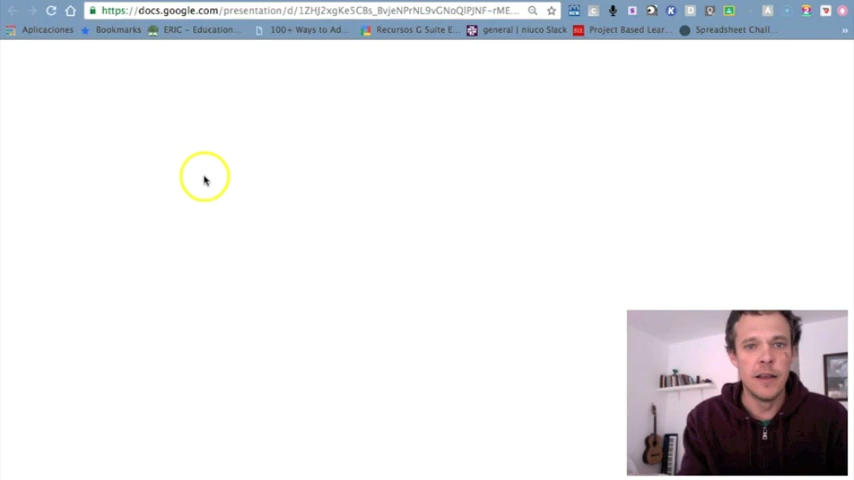 https://docs.google.com/presentation/d/1ZHJ2xgKe5CBs_BvjeNPrNL9vGNoQlPJNF-rME...
Aplicaciones Bookmarks ERIC - Education... 100+ Ways to Ad... Recursos G Suite E... general | niuco Slack Project Based Lear... Spreadsheet Chall...